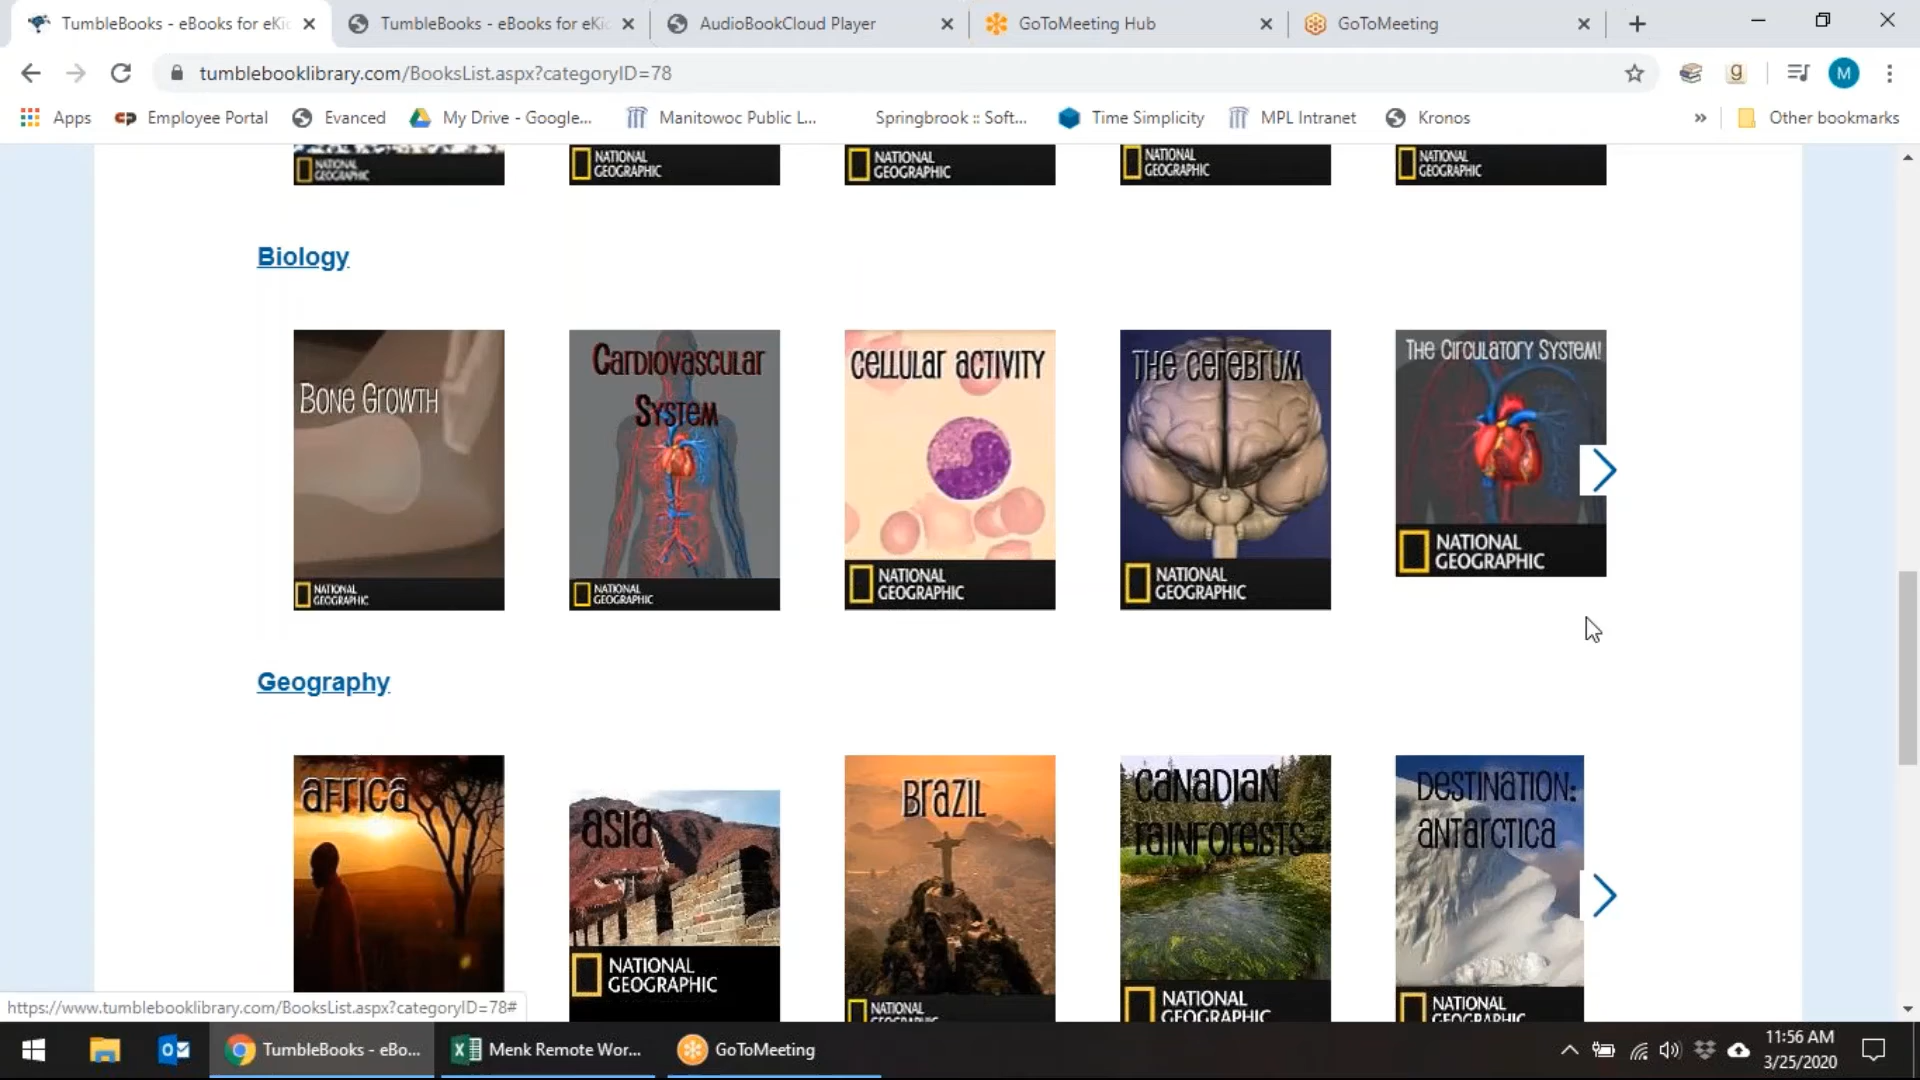 TumbleBooks - eBooks for eKi
TumbleBooks - eBooks for eKi
AudioBookCloud Player
GoToMeeting Hub
GoToMeeting
tumblebooklibrary.com/BooksList.aspx?categoryID=78
g
M
Apps
Employee Portal
Evanced
My Drive - Google...
Manitowoc Public L...
Springbrook :: Soft...
Time Simplicity
MPL Intranet
Kronos
»
Other bookmarks
NATIONAL
GEOGRAPHIC
NATIONAL
GEOGRAPHIC
NATIONAL
GEOGRAPHIC
NATIONAL
GEOGRAPHIC
NATIONAL
GEOGRAPHIC
Biology
Bone Growth
NATIONAL
GEOGRAPHIC
Cardiovascular
System
NATIONAL
GEOGRAPHIC
Cellular Activity
NATIONAL
GEOGRAPHIC
The Cerebrum
NATIONAL
GEOGRAPHIC
The Circulatory System!
NATIONAL
GEOGRAPHIC
Geography
Africa
Asia
NATIONAL
GEOGRAPHIC
Brazil
NATIONAL
GEOGRAPHIC
Canadian
Rainforests
NATIONAL
GEOGRAPHIC
Destination:
Antarctica
NATIONAL
GEOGRAPHIC
https://www.tumblebooklibrary.com/BooksList.aspx?categoryID=78#
TumbleBooks - eBo...
Menk Remote Wor...
GoToMeeting
11:56 AM
3/25/2020